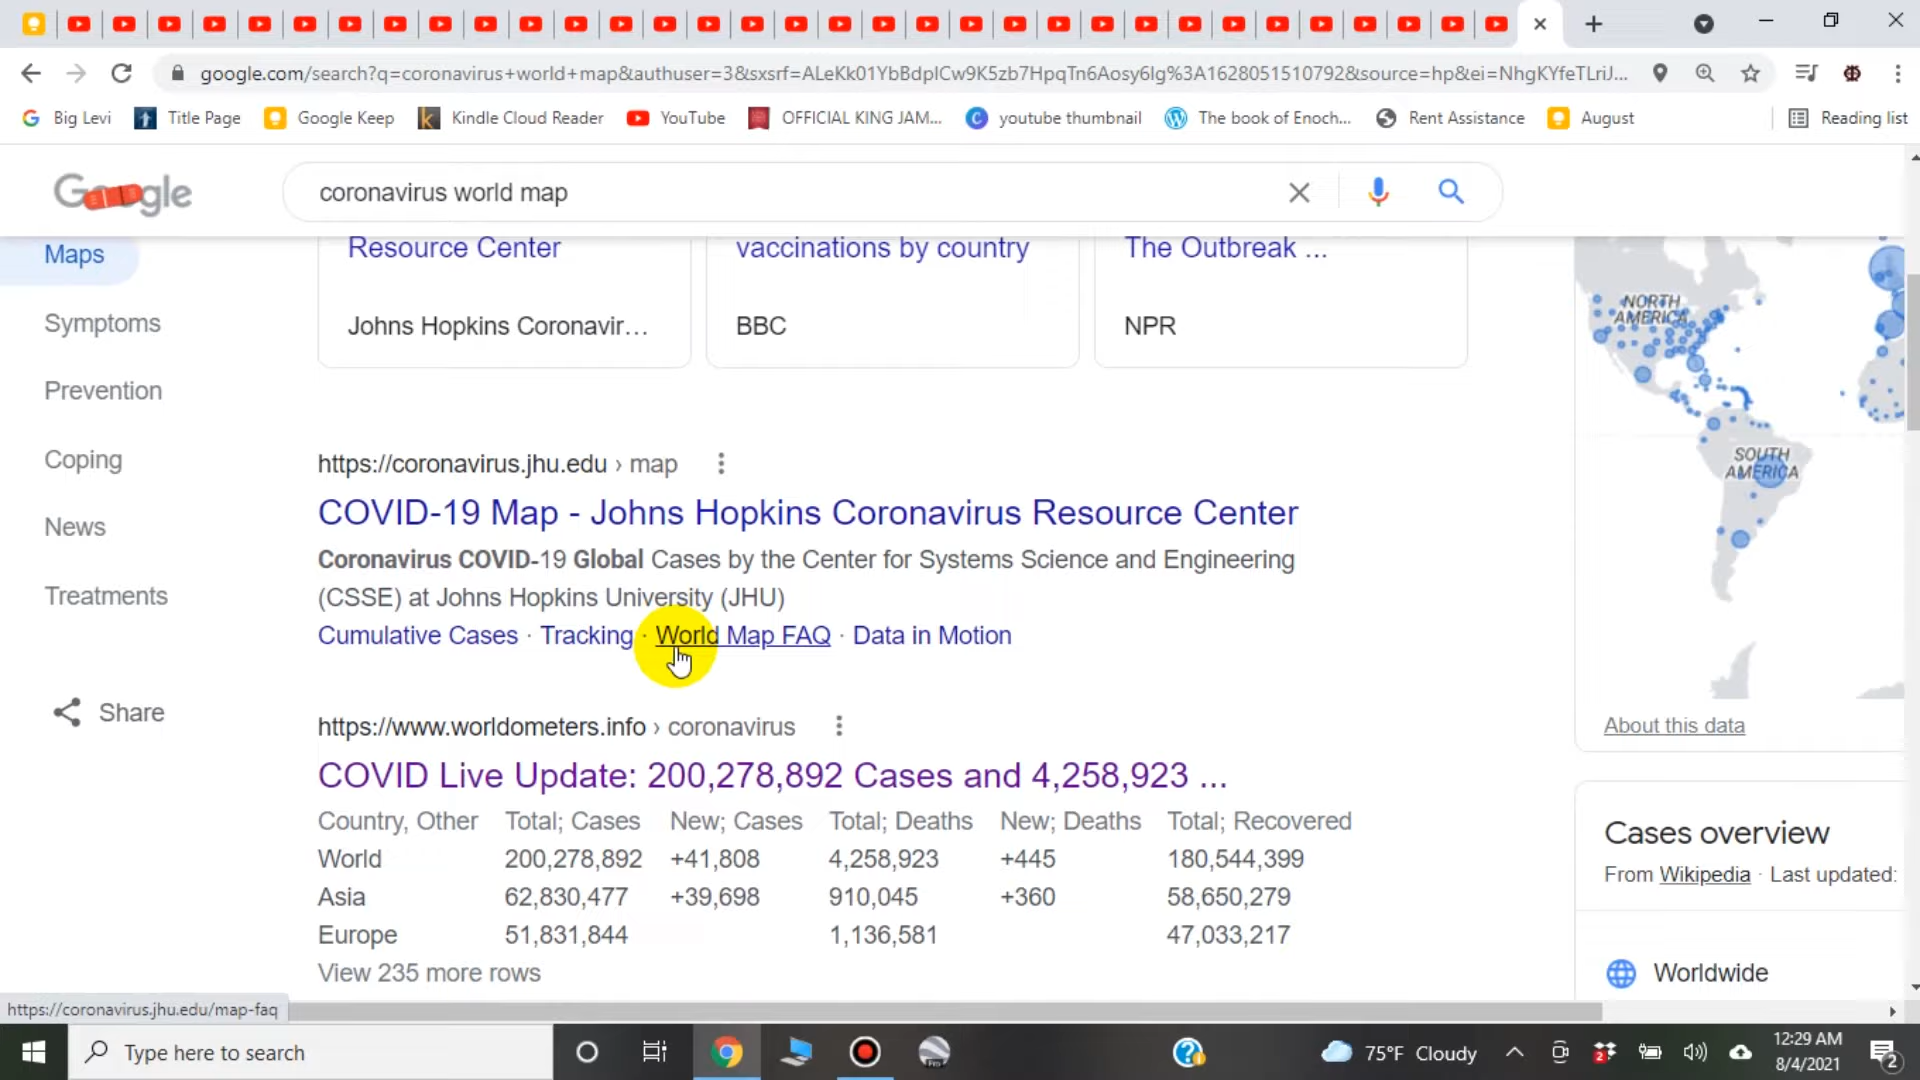 google.com/search?q=coronavirus+world+map&authuser=3&sxsrf=ALeKk01YbBdpICw9K5zb7HpqTn6Aosy6lg%3A1628051510792&source=hp&ei=NhgKYfeTLriJ...
Big Levi
Title Page
Google Keep
Kindle Cloud Reader
YouTube
OFFICIAL KING JAM...
youtube thumbnail
The book of Enoch...
Rent Assistance
August
Reading list
Google
coronavirus world map
Maps
Symptoms
Prevention
Coping
News
Treatments
Share
Resource Center
Johns Hopkins Coronavir...
vaccinations by country
BBC
The Outbreak ...
NPR
https://coronavirus.jhu.edu › map
COVID-19 Map - Johns Hopkins Coronavirus Resource Center
Coronavirus COVID-19 Global Cases by the Center for Systems Science and Engineering
(CSSE) at Johns Hopkins University (JHU)
Cumulative Cases · Tracking · World Map FAQ · Data in Motion
https://www.worldometers.info › coronavirus
COVID Live Update: 200,278,892 Cases and 4,258,923 ...
Country, Other Total; Cases New; Cases Total; Deaths New; Deaths Total; Recovered
World 200,278,892 +41,808 4,258,923 +445 180,544,399
Asia 62,830,477 +39,698 910,045 +360 58,650,279
Europe 51,831,844 1,136,581 47,033,217
View 235 more rows
NORTH
AMERICA
SOUTH
AMERICA
About this data
Cases overview
From Wikipedia · Last updated:
Worldwide
https://coronavirus.jhu.edu/map-faq
Type here to search
75°F Cloudy
2
12:29 AM
8/4/2021
2